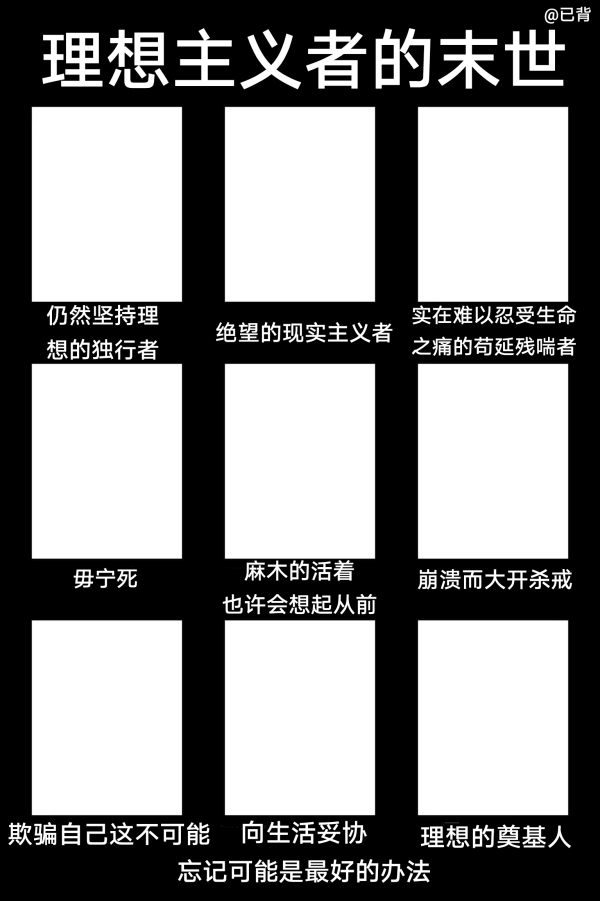 @已背
理想主义者的末世
仍然坚持理
想的独行者
绝望的现实主义者
实在难以忍受生命
之痛的苟延残喘者
毋宁死
麻木的活着
也许会想起从前
崩溃而大开杀戒
欺骗自己这不可能
向生活妥协
理想的奠基人
忘记可能是最好的办法